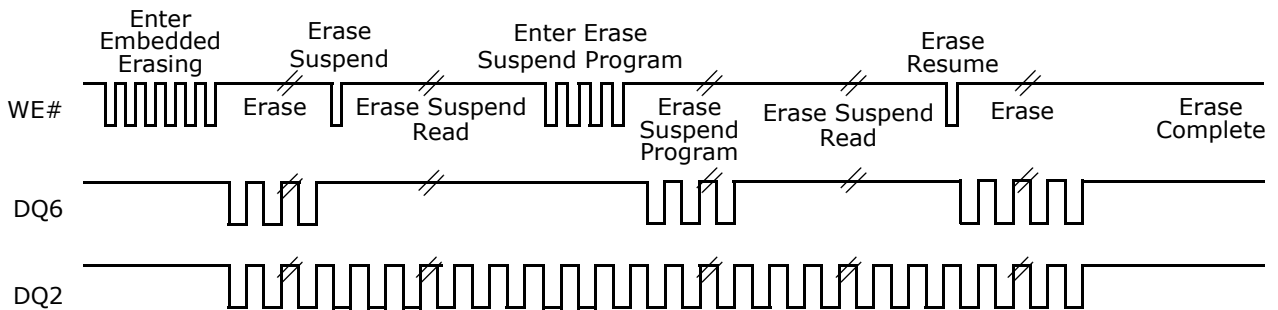 Enter
Embedded
Erasing
Erase
Suspend
Enter Erase
Suspend Program
Erase
Resume
WE#
Erase
Erase Suspend
Read
Erase
Suspend
Program
Erase Suspend
Read
Erase
Erase
Complete
DQ6
DQ2